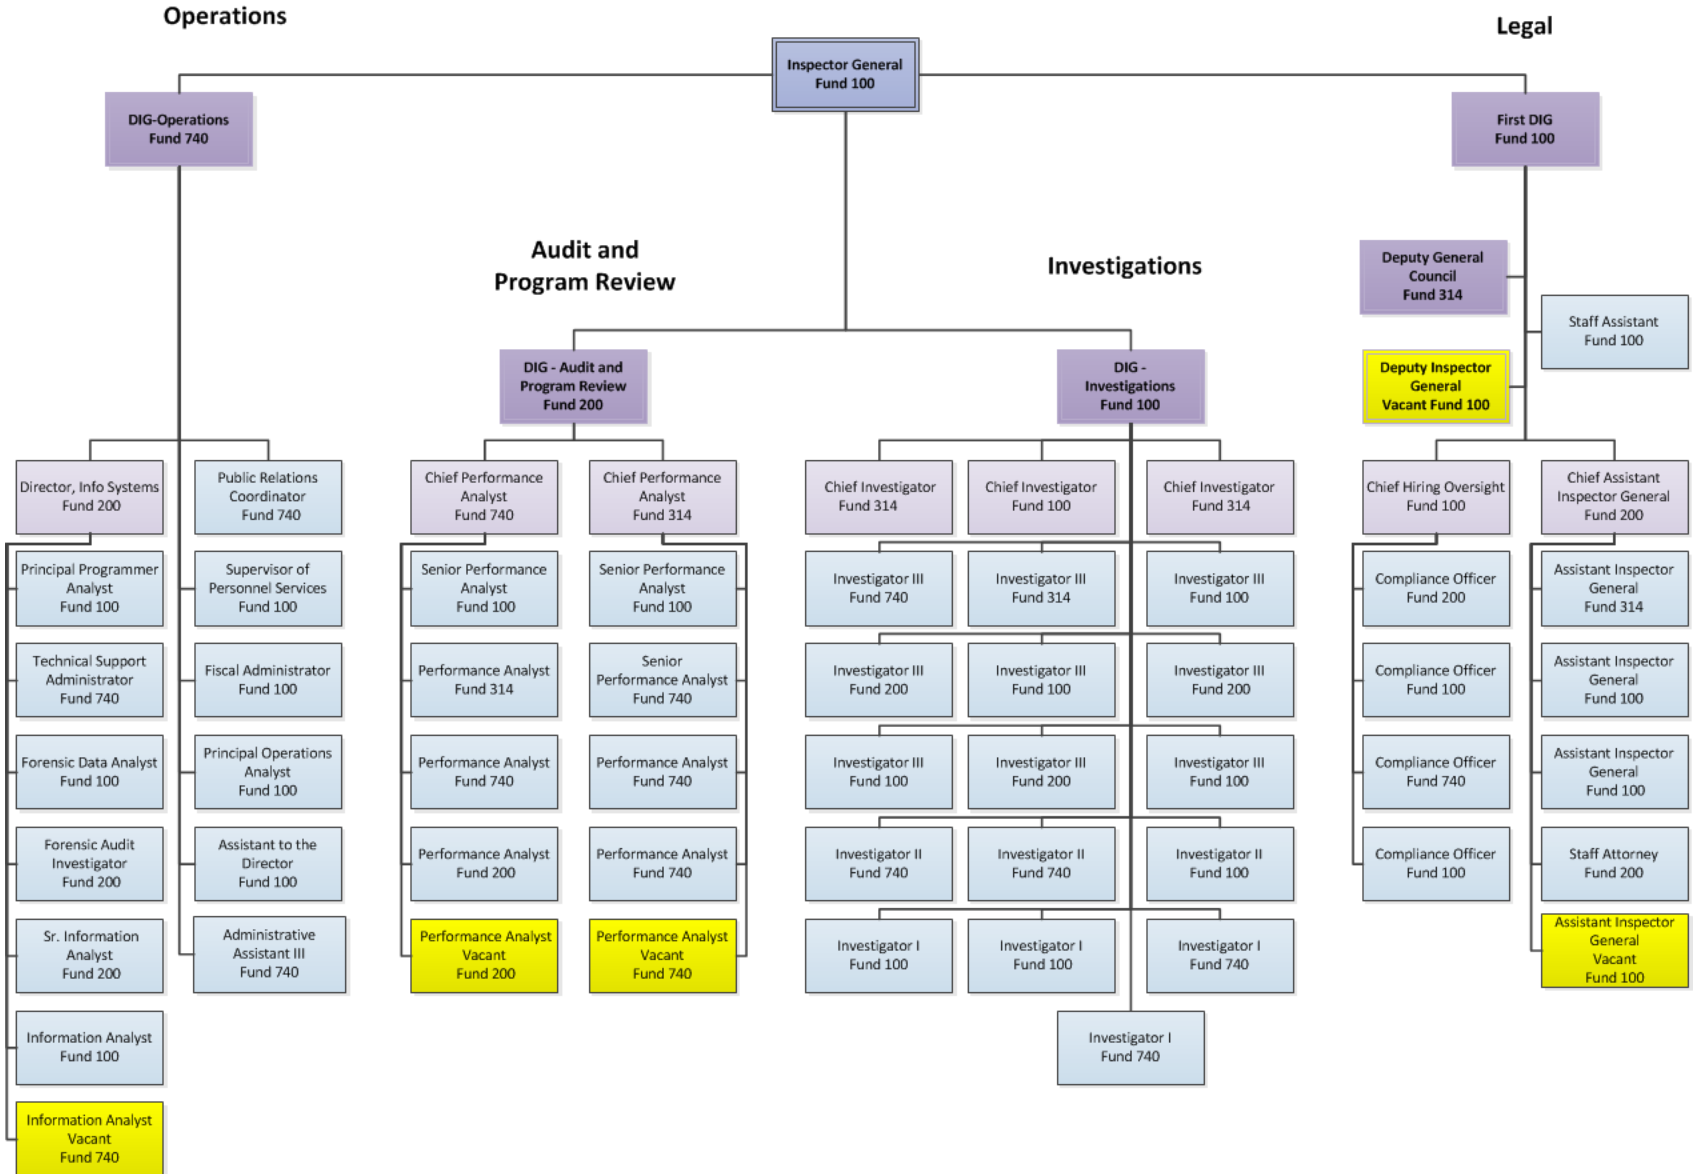 Operations
Legal
Inspector General
Fund 100
DIG-Operations
Fund 740
First DIG
Fund 100
Audit and
Program Review
Investigations
Deputy General
Council
Fund 314
Staff Assistant
Fund 100
Deputy Inspector
General
Vacant Fund 100
DIG - Audit and
Program Review
Fund 200
DIG -
Investigations
Fund 100
Director, Info Systems
Fund 200
Principal Programmer
Analyst
Fund 100
Technical Support
Administrator
Fund 740
Forensic Data Analyst
Fund 100
Forensic Audit
Investigator
Fund 200
Sr. Information
Analyst
Fund 200
Information Analyst
Fund 100
Information Analyst
Vacant
Fund 740
Public Relations
Coordinator
Fund 740
Supervisor of
Personnel Services
Fund 100
Fiscal Administrator
Fund 100
Principal Operations
Analyst
Fund 100
Assistant to the
Director
Fund 100
Administrative
Assistant III
Fund 740
Chief Performance
Analyst
Fund 740
Senior Performance
Analyst
Fund 100
Performance Analyst
Fund 314
Performance Analyst
Fund 740
Performance Analyst
Fund 200
Performance Analyst
Vacant
Fund 200
Chief Performance
Analyst
Fund 314
Senior Performance
Analyst
Fund 100
Senior
Performance Analyst
Fund 740
Performance Analyst
Fund 740
Performance Analyst
Fund 740
Performance Analyst
Vacant
Fund 740
Chief Investigator
Fund 314
Chief Investigator
Fund 100
Chief Investigator
Fund 314
Investigator III
Fund 740
Investigator III
Fund 314
Investigator III
Fund 100
Investigator III
Fund 200
Investigator III
Fund 100
Investigator III
Fund 200
Investigator III
Fund 100
Investigator III
Fund 200
Investigator III
Fund 100
Investigator II
Fund 740
Investigator II
Fund 740
Investigator II
Fund 100
Investigator I
Fund 100
Investigator I
Fund 100
Investigator I
Fund 740
Investigator I
Fund 740
Chief Hiring Oversight
Fund 100
Compliance Officer
Fund 200
Compliance Officer
Fund 100
Compliance Officer
Fund 740
Compliance Officer
Fund 100
Chief Assistant
Inspector General
Fund 200
Assistant Inspector
General
Fund 314
Assistant Inspector
General
Fund 100
Assistant Inspector
General
Fund 100
Staff Attorney
Fund 200
Assistant Inspector
General
Vacant
Fund 100